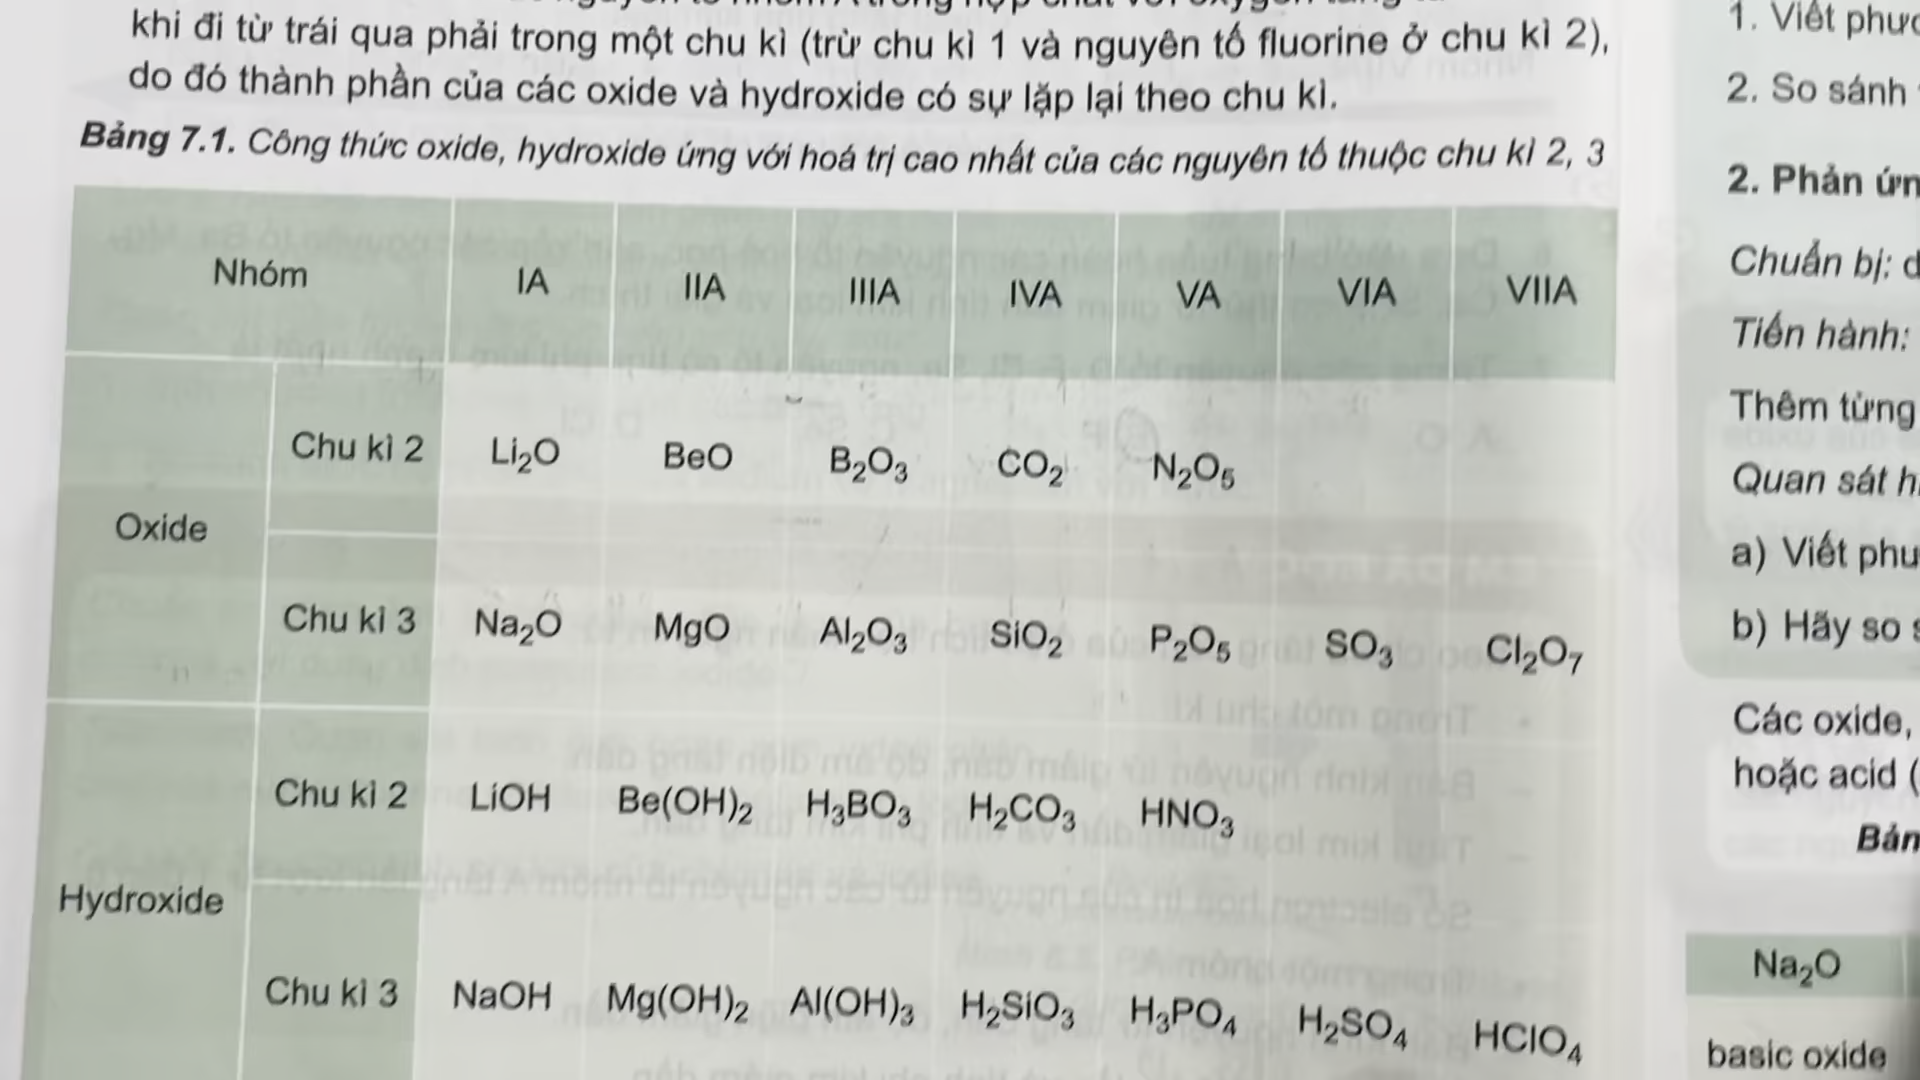 khi đi từ trái qua phải trong một chu kì (trừ chu kì 1 và nguyên tố fluorine ở chu kì 2),
do đó thành phần của các oxide và hydroxide có sự lặp lại theo chu kì.
Bảng 7.1. Công thức oxide, hydroxide ứng với hoá trị cao nhất của các nguyên tố thuộc chu kì 2, 3
Nhóm IA IIA IIIA IVA VA VIA VIIA
Oxide
Chu kì 2 Li₂O BeO B₂O₃ CO₂ N₂O₅
Chu kì 3 Na₂O MgO Al₂O₃ SiO₂ P₂O₅ SO₃ Cl₂O₇
Hydroxide
Chu kì 2 LiOH Be(OH)₂ H₃BO₃ H₂CO₃ HNO₃
Chu kì 3 NaOH Mg(OH)₂ Al(OH)₃ H₂SiO₃ H₃PO₄ H₂SO₄ HClO₄
1. Viết
2. So sánh
2. Phản
Chuẩn bị:
Tiến hành:
Thêm từng
Quan sát
a) Viết
b) Hãy so
Các oxide,
hoặc acid (
Na₂O
basic oxide